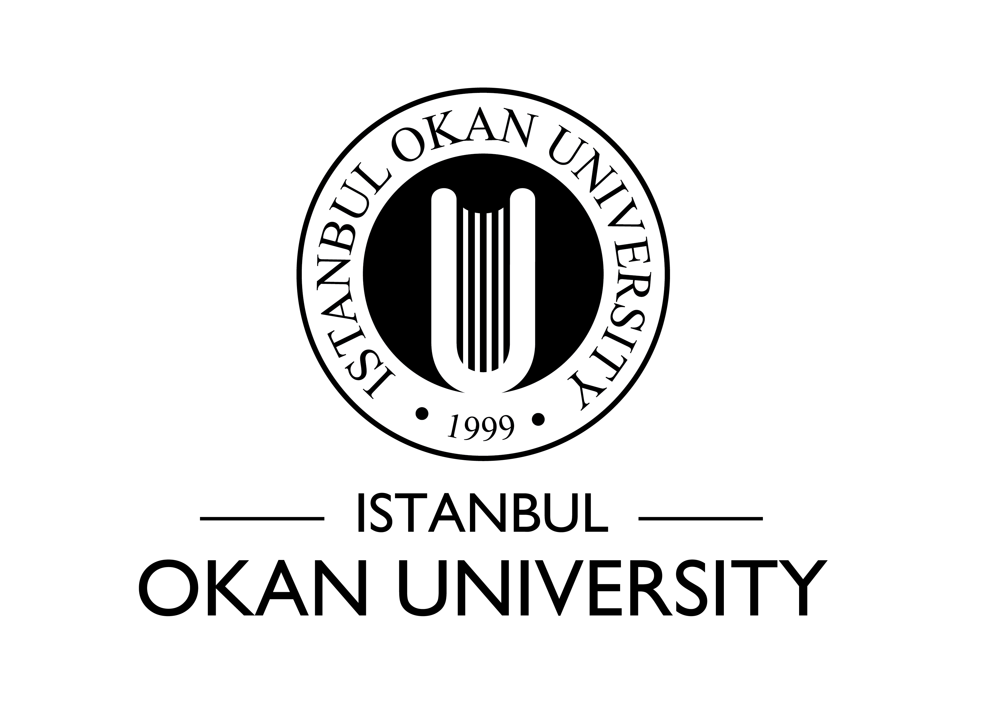 ISTANBUL OKAN UNIVERSITY
• 1999 •
ISTANBUL
OKAN UNIVERSITY